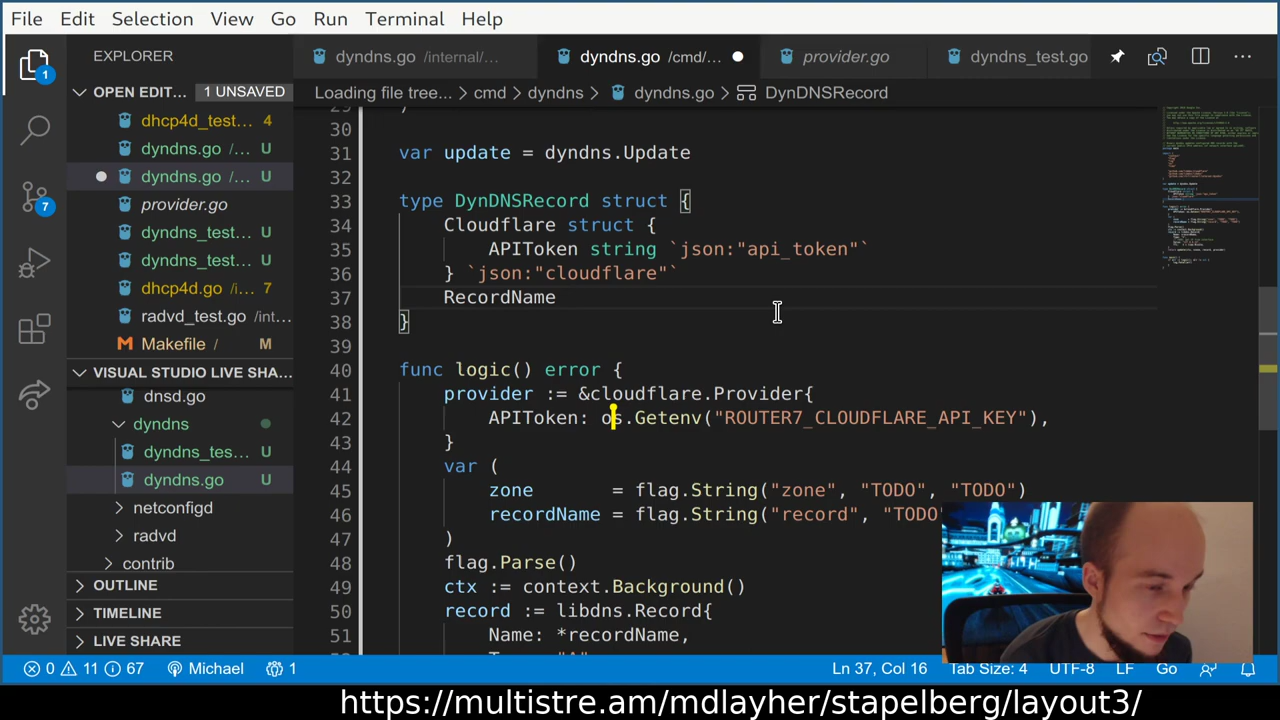 File Edit Selection View Go Run Terminal Help
EXPLORER
dyndns.go /internal/...
dyndns.go /cmd/...
provider.go
dyndns_test.go
1
OPEN EDIT... 1 UNSAVED
Loading file tree... cmd dyndns dyndns.go DynDNSRecord
dhcp4d_test... 4
dyndns.go /... U
dyndns.go /... U
provider.go
dyndns_test... U
dyndns_test... U
dhcp4d.go /i... 7
radvd_test.go /int...
Makefile / M
7
VISUAL STUDIO LIVE SHA...
dnsd.go
dyndns
dyndns_tes... U
dyndns.go U
netconfigd
radvd
contrib
OUTLINE
TIMELINE
LIVE SHARE
30
31 var update = dyndns.Update
32
33 type DynDNSRecord struct {
34 Cloudflare struct {
35 APIToken string `json:"api_token"`
36 } `json:"cloudflare"`
37 RecordName
38 }
39
40 func logic() error {
41 provider := &cloudflare.Provider{
42 APIToken: os.Getenv("ROUTER7_CLOUDFLARE_API_KEY"),
43 }
44 var (
45 zone = flag.String("zone", "TODO", "TODO")
46 recordName = flag.String("record", "TODO
47 )
48 flag.Parse()
49 ctx := context.Background()
50 record := libdns.Record{
51 Name: *recordName,
0 11 67 Michael 1 Ln 37, Col 16 Tab Size: 4 UTF-8 LF Go
https://multistre.am/mdlayher/stapelberg/layout3/